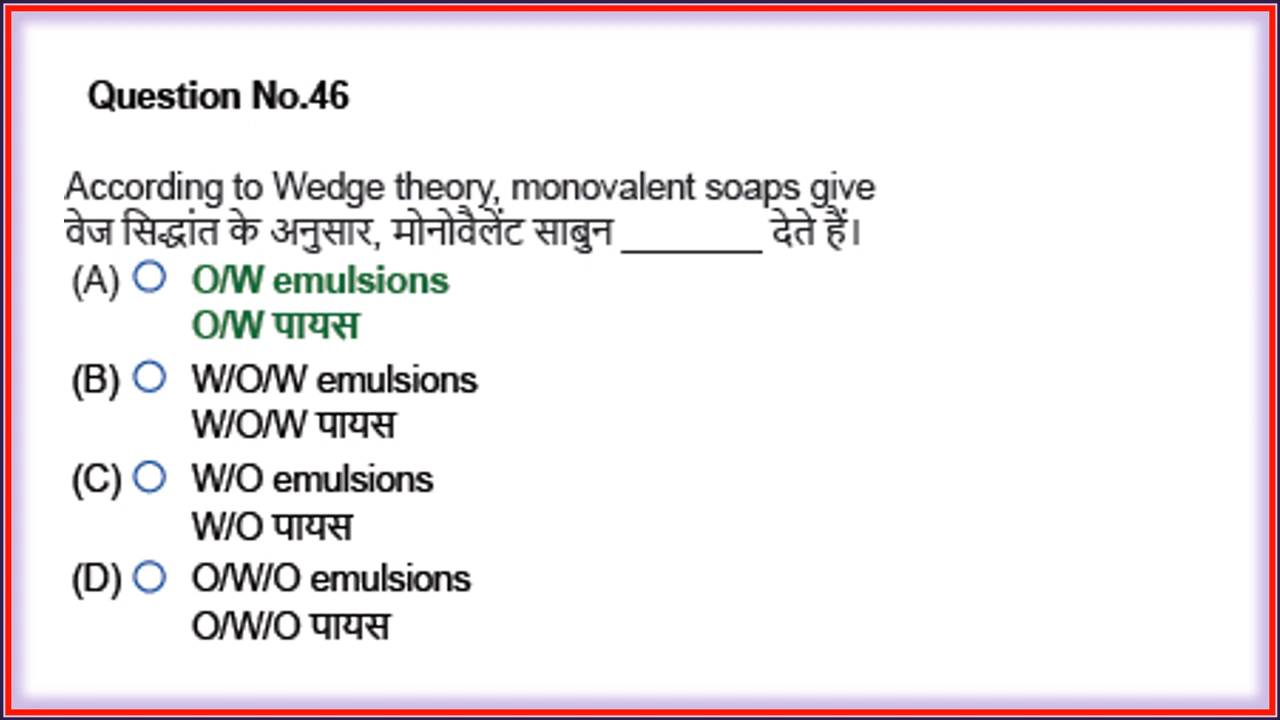 Question No.46
According to Wedge theory, monovalent soaps give
वेज सिद्धांत के अनुसार, मोनोवैलेंट साबुन ________ देते हैं।
(A) O/W emulsions
O/W पायस
(B) W/O/W emulsions
W/O/W पायस
(C) W/O emulsions
W/O पायस
(D) O/W/O emulsions
O/W/O पायस